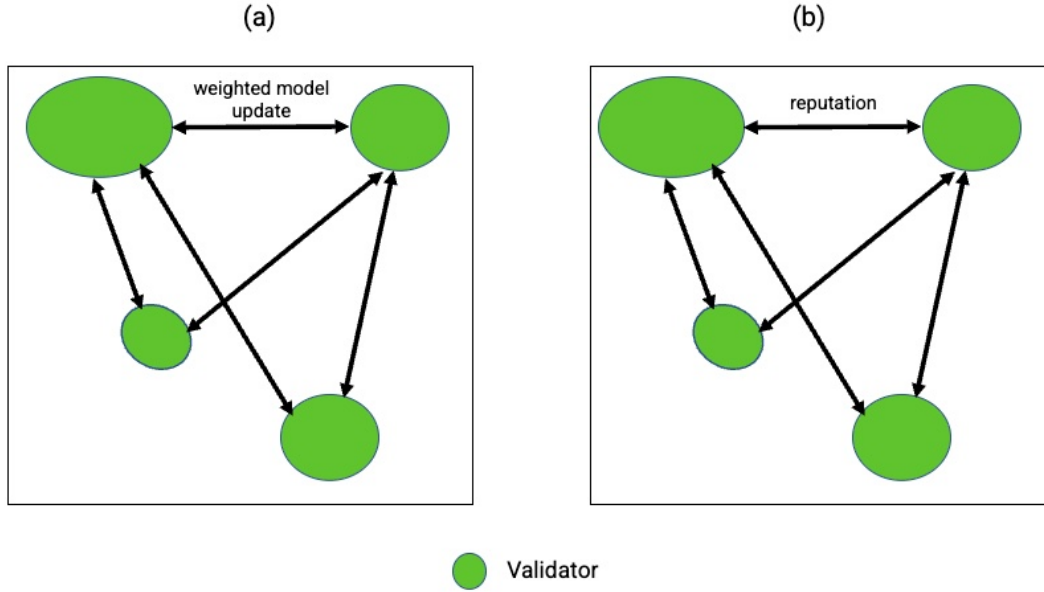 (a)
(b)
weighted model
update
reputation
Validator